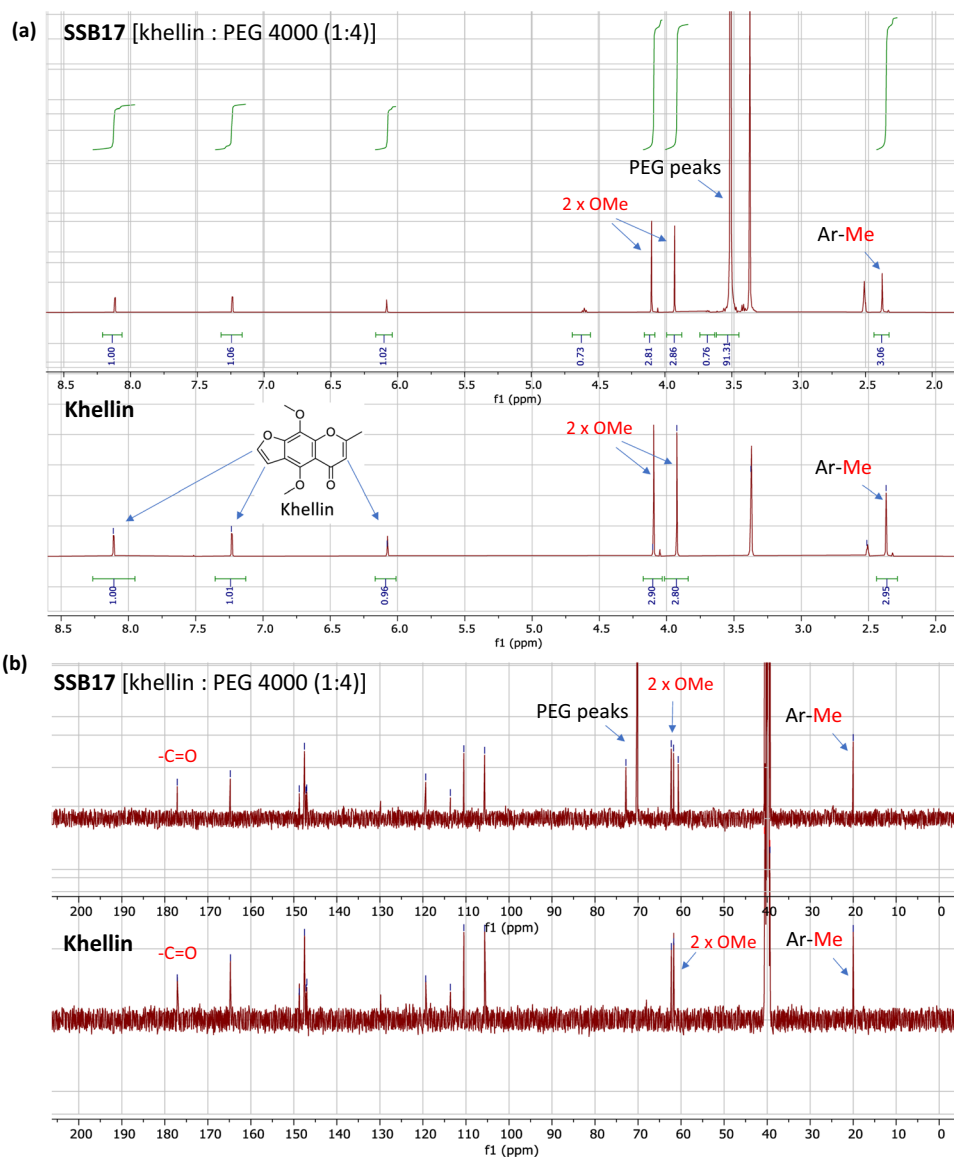 (a) SSB17 [khellin : PEG 4000 (1:4)]
PEG peaks
2 x OMe
Ar-Me
1.00 1.06 1.02 0.73 2.81 2.86 0.76 91.31 3.06
8.5 8.0 7.5 7.0 6.5 6.0 5.5 5.0 4.5 4.0 3.5 3.0 2.5 2.0
f1 (ppm)
Khellin
O O O
2 x OMe
Ar-Me
O O
Khellin
1.00 1.01 0.96 2.90 2.80 2.95
8.5 8.0 7.5 7.0 6.5 6.0 5.5 5.0 4.5 4.0 3.5 3.0 2.5 2.0
f1 (ppm)
(b) SSB17 [khellin : PEG 4000 (1:4)]
2 x OMe
PEG peaks
Ar-Me
-C=O
200 190 180 170 160 150 140 130 120 110 100 90 80 70 60 50 40 30 20 10 0
f1 (ppm)
Khellin
-C=O
2 x OMe
Ar-Me
200 190 180 170 160 150 140 130 120 110 100 90 80 70 60 50 40 30 20 10 0
f1 (ppm)